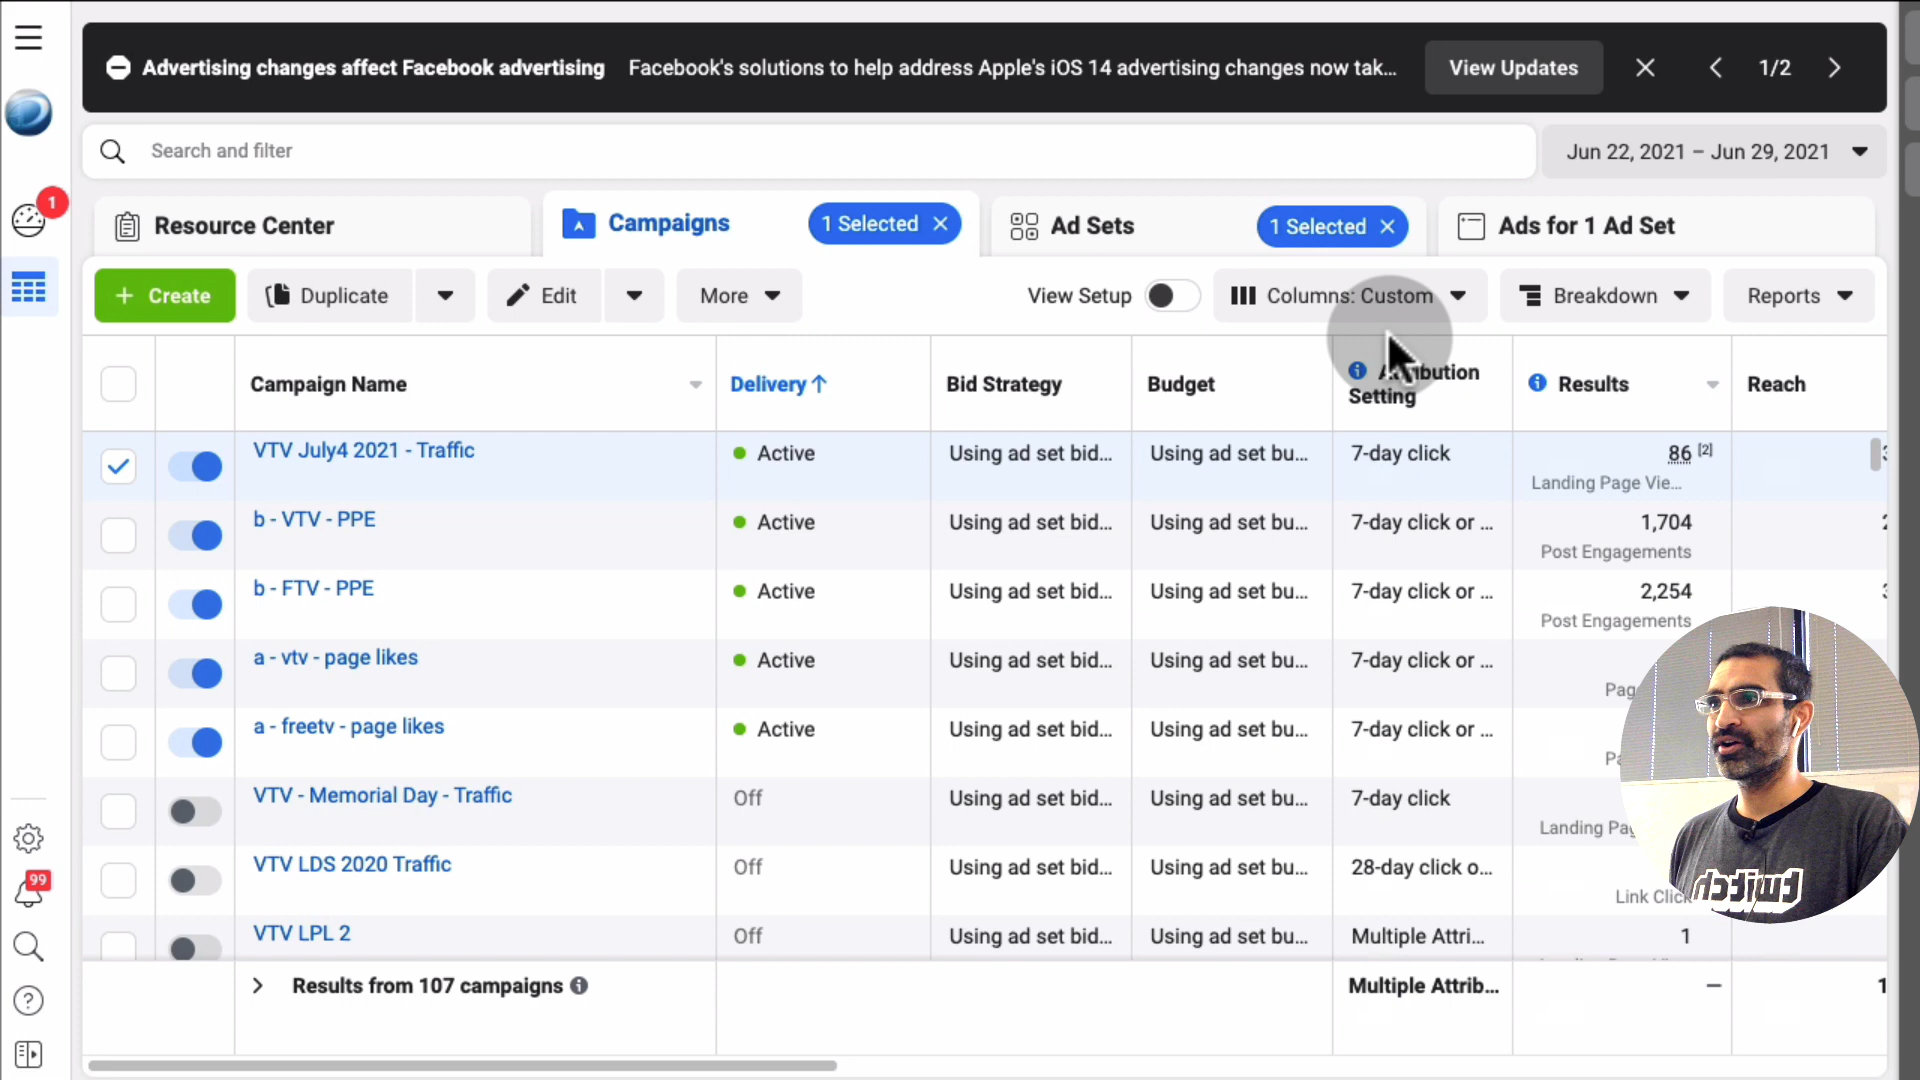 Advertising changes affect Facebook advertising Facebook's solutions to help address Apple's iOS 14 advertising changes now tak... View Updates 1/2
Search and filter Jun 22, 2021 – Jun 29, 2021
1
Resource Center Campaigns 1 Selected Ad Sets 1 Selected Ads for 1 Ad Set
+ Create Duplicate Edit More View Setup Columns: Custom Breakdown Reports
Campaign Name Delivery↑ Bid Strategy Budget Setting Results Reach
VTV July4 2021 - Traffic Active Using ad set bid... Using ad set bu... 7-day click 86 [2]
Landing Page Vie...
b - VTV - PPE Active Using ad set bid... Using ad set bu... 7-day click or ... 1,704
Post Engagements
b - FTV - PPE Active Using ad set bid... Using ad set bu... 7-day click or ... 2,254
Post Engagements
a - vtv - page likes Active Using ad set bid... Using ad set bu... 7-day click or ...
a - freetv - page likes Active Using ad set bid... Using ad set bu... 7-day click or ...
VTV - Memorial Day - Traffic Off Using ad set bid... Using ad set bu... 7-day click
Landing
VTV LDS 2020 Traffic Off Using ad set bid... Using ad set bu... 28-day click o...
Link
99
VTV LPL 2 Off Using ad set bid... Using ad set bu... Multiple Attri... 1
Results from 107 campaigns Multiple Attrib... —
twitch